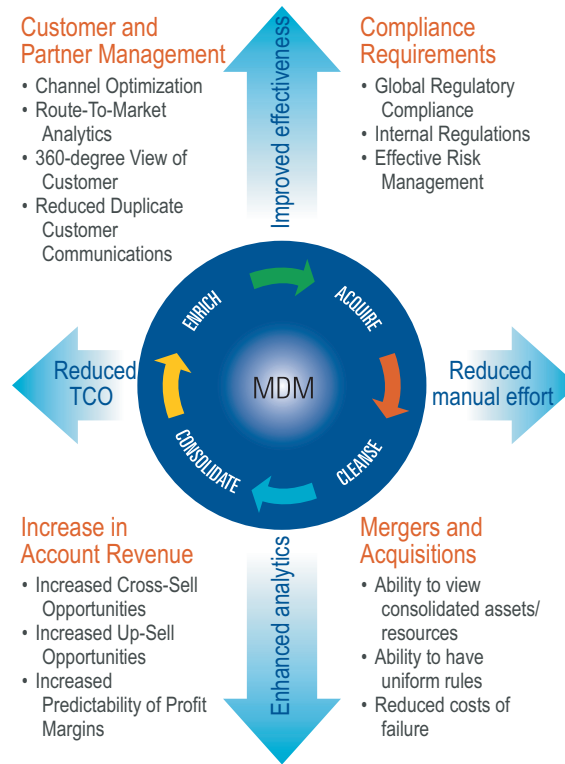 Customer and
Partner Management
• Channel Optimization
• Route-To-Market
Analytics
• 360-degree View of
Customer
• Reduced Duplicate
Customer
Communications
Improved effectiveness
Compliance
Requirements
• Global Regulatory
Compliance
• Internal Regulations
• Effective Risk
Management
ENRICH
ACQUIRE
Reduced
TCO
MDM
Reduced
manual effort
CONSOLIDATE
CLEANSE
Increase in
Account Revenue
• Increased Cross-Sell
Opportunities
• Increased Up-Sell
Opportunities
• Increased
Predictability of Profit
Margins
Enhanced analytics
Mergers and
Acquisitions
• Ability to view
consolidated assets/
resources
• Ability to have
uniform rules
• Reduced costs of
failure